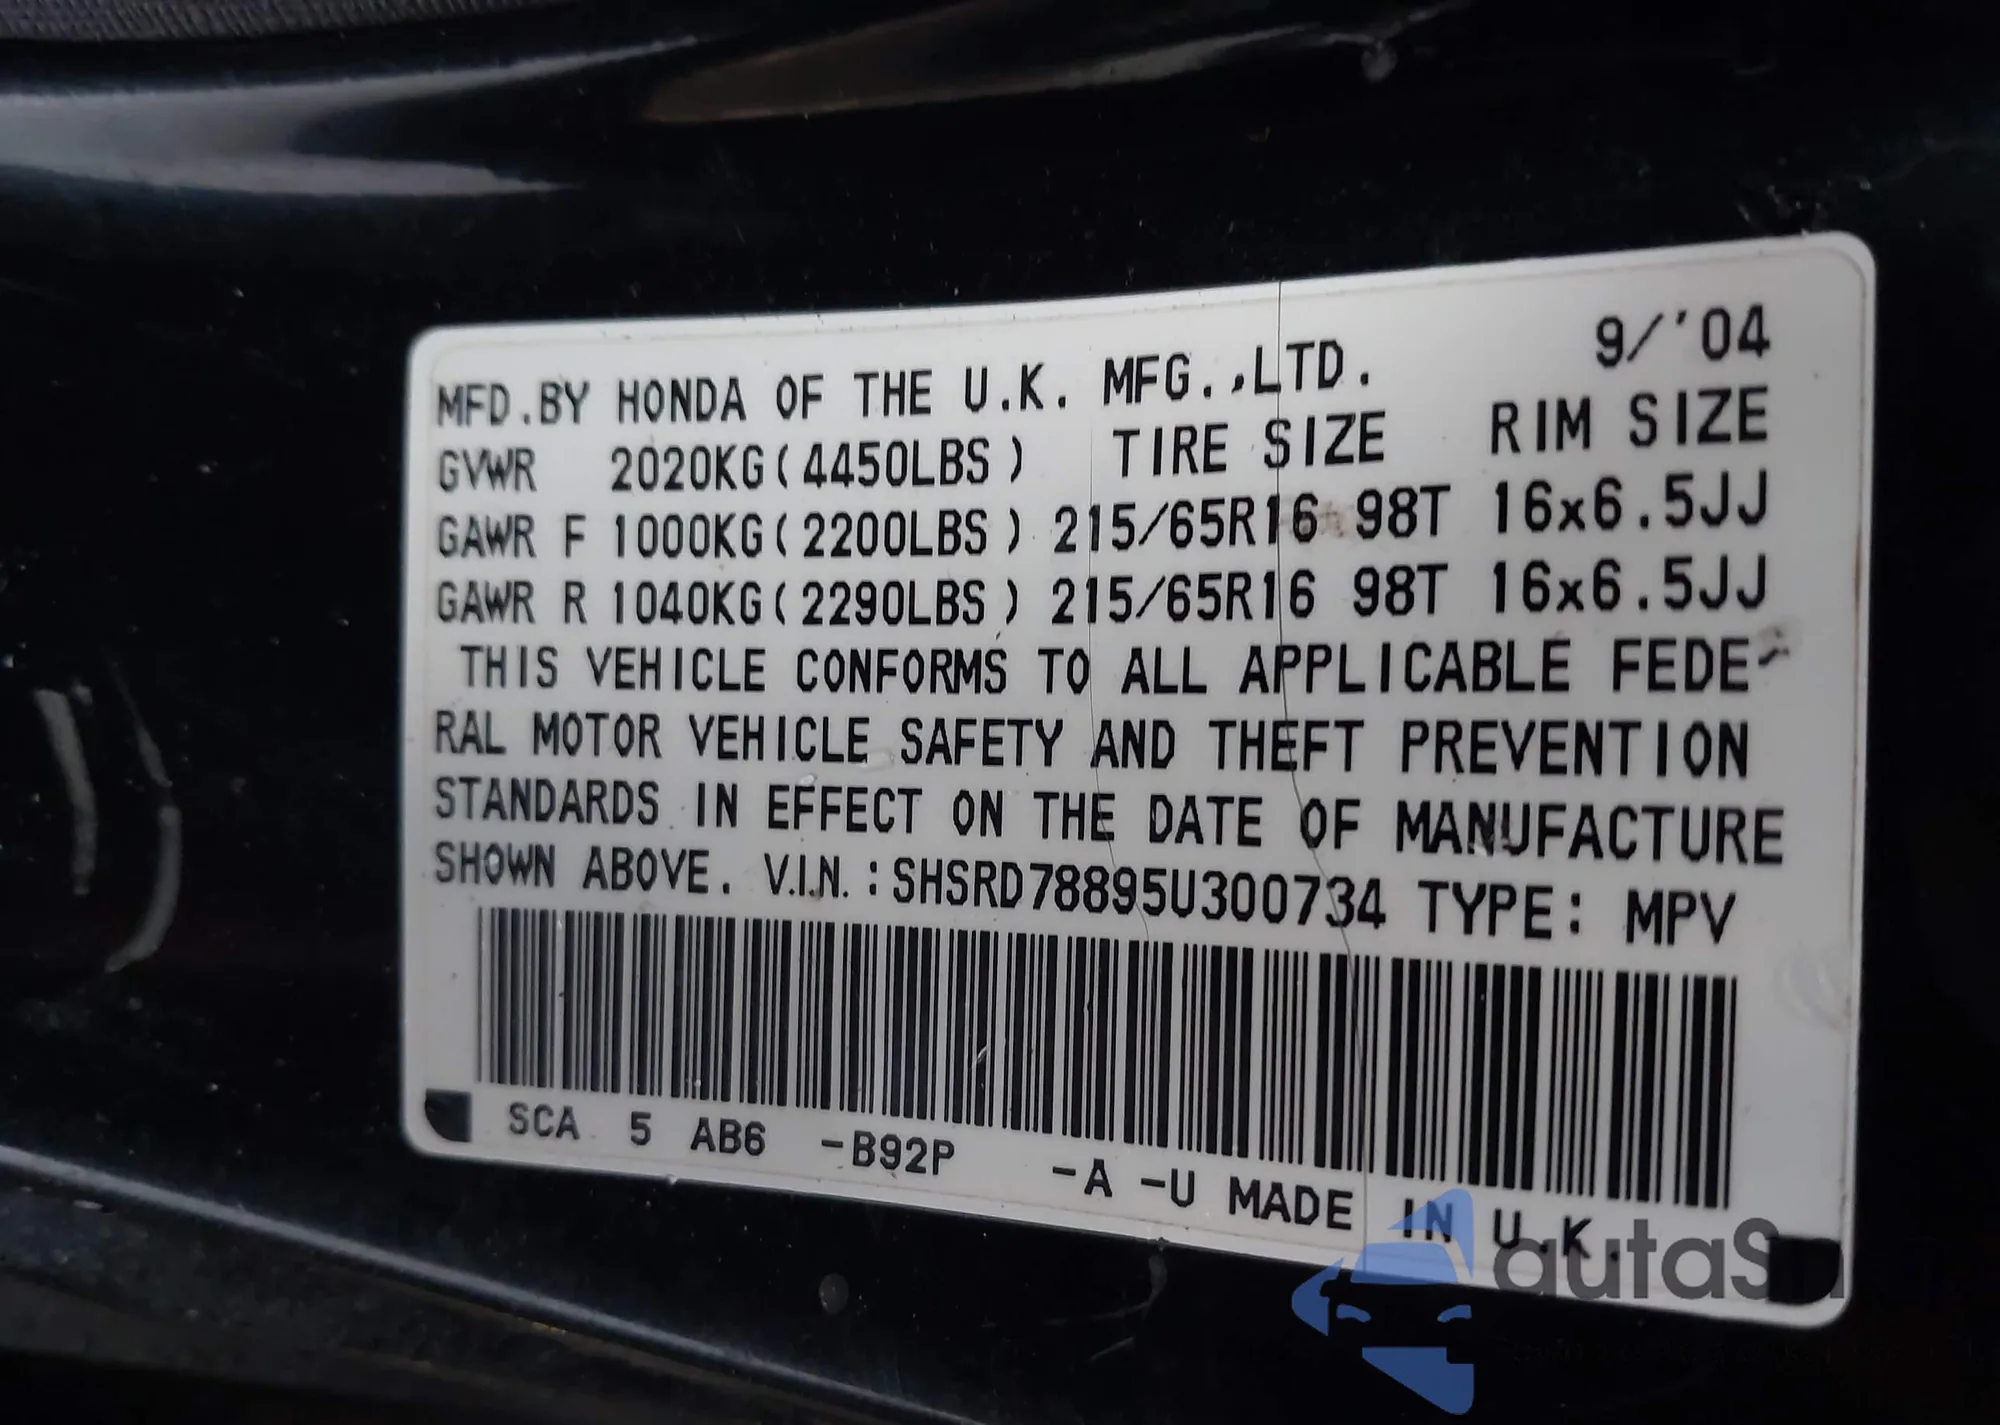 9/'04
MFD.BY HONDA OF THE U.K. MFG.,LTD.
GVWR 2020KG(4450LBS) TIRE SIZE RIM SIZE
GAWR F 1000KG(2200LBS) 215/65R16 98T 16x6.5JJ
GAWR R 1040KG(2290LBS) 215/65R16 98T 16x6.5JJ
THIS VEHICLE CONFORMS TO ALL APPLICABLE FEDE-
RAL MOTOR VEHICLE SAFETY AND THEFT PREVENTION
STANDARDS IN EFFECT ON THE DATE OF MANUFACTURE
SHOWN ABOVE. V.I.N.:SHSRD78895U300734 TYPE: MPV
SCA 5 AB6 -B92P -A -U MADE IN U.K.